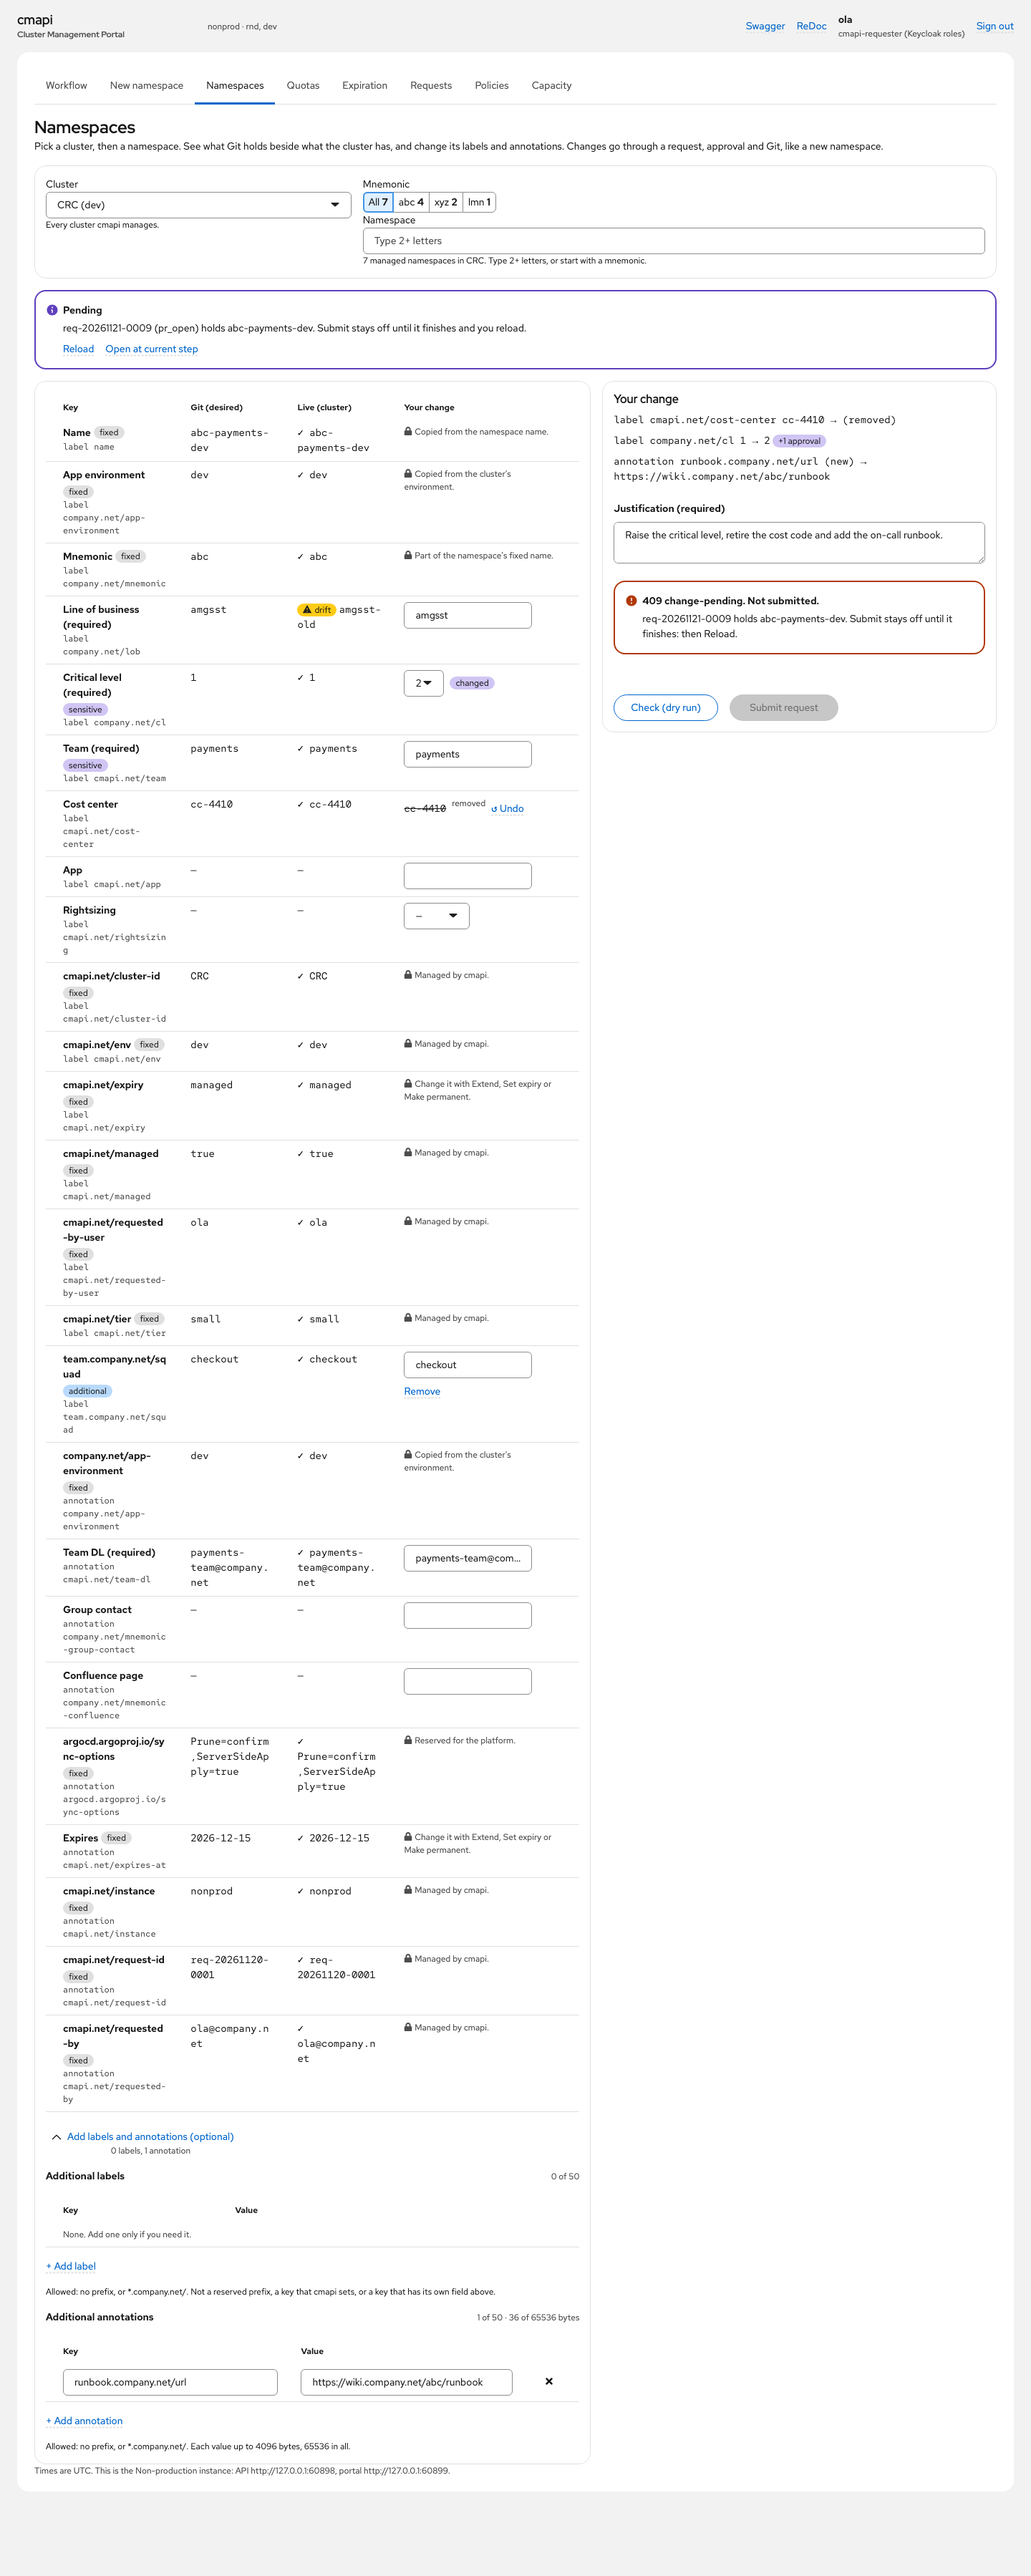 cmapi
Cluster Management Portal
nonprod · rnd, dev
Swagger
ReDoc
ola
cmapi-requester (Keycloak roles)
Sign out
Workflow
New namespace
Namespaces
Quotas
Expiration
Requests
Policies
Capacity
Namespaces
Pick a cluster, then a namespace. See what Git holds beside what the cluster has, and change its labels and annotations. Changes go through a request, approval and Git, like a new namespace.
Cluster
CRC (dev)
Every cluster cmapi manages.
Mnemonic
All 7
abc 4
xyz 2
lmn 1
Namespace
Type 2+ letters
7 managed namespaces in CRC. Type 2+ letters, or start with a mnemonic.
Pending
req-20261121-0009 (pr_open) holds abc-payments-dev. Submit stays off until it finishes and you reload.
Reload
Open at current step
Key
Git (desired)
Live (cluster)
Your change
Name fixed
label name
abc-payments-
dev
✓ abc-
payments-dev
Copied from the namespace name.
App environment
fixed
label
company.net/app-
environment
dev
✓ dev
Copied from the cluster's
environment.
Mnemonic fixed
label
company.net/mnemonic
abc
✓ abc
Part of the namespace's fixed name.
Line of business
(required)
label
company.net/lob
amgsst
drift amgsst-
old
amgsst
Critical level
(required)
sensitive
label company.net/cl
1
✓ 1
2
changed
Team (required)
sensitive
label cmapi.net/team
payments
✓ payments
payments
Cost center
label
cmapi.net/cost-
center
cc-4410
✓ cc-4410
cc-4410
removed
↺ Undo
App
label cmapi.net/app
—
—
Rightsizing
label
cmapi.net/rightsizin
g
—
—
—
cmapi.net/cluster-id
fixed
label
cmapi.net/cluster-id
CRC
✓ CRC
Managed by cmapi.
cmapi.net/env fixed
label cmapi.net/env
dev
✓ dev
Managed by cmapi.
cmapi.net/expiry
fixed
label
cmapi.net/expiry
managed
✓ managed
Change it with Extend, Set expiry or
Make permanent.
cmapi.net/managed
fixed
label
cmapi.net/managed
true
✓ true
Managed by cmapi.
cmapi.net/requested
-by-user
fixed
label
cmapi.net/requested-
by-user
ola
✓ ola
Managed by cmapi.
cmapi.net/tier fixed
label cmapi.net/tier
small
✓ small
Managed by cmapi.
team.company.net/sq
uad
additional
label
team.company.net/squ
ad
checkout
✓ checkout
checkout
Remove
company.net/app-
environment
fixed
annotation
company.net/app-
environment
dev
✓ dev
Copied from the cluster's
environment.
Team DL (required)
annotation
cmapi.net/team-dl
payments-
team@company.
net
✓ payments-
team@company.
net
payments-team@com...
Group contact
annotation
company.net/mnemonic
-group-contact
—
—
Confluence page
annotation
company.net/mnemonic
-confluence
—
—
argocd.argoproj.io/sy
nc-options
fixed
annotation
argocd.argoproj.io/s
ync-options
Prune=confirm
,ServerSideAp
ply=true
✓
Prune=confirm
,ServerSideAp
ply=true
Reserved for the platform.
Expires fixed
annotation
cmapi.net/expires-at
2026-12-15
✓ 2026-12-15
Change it with Extend, Set expiry or
Make permanent.
cmapi.net/instance
fixed
annotation
cmapi.net/instance
nonprod
✓ nonprod
Managed by cmapi.
cmapi.net/request-id
fixed
annotation
cmapi.net/request-id
req-20261120-
0001
✓ req-
20261120-0001
Managed by cmapi.
cmapi.net/requested
-by
fixed
annotation
cmapi.net/requested-
by
ola@company.n
et
✓
ola@company.n
et
Managed by cmapi.
Add labels and annotations (optional)
0 labels, 1 annotation
Additional labels
0 of 50
Key
Value
None. Add one only if you need it.
+ Add label
Allowed: no prefix, or *.company.net/. Not a reserved prefix, a key that cmapi sets, or a key that has its own field above.
Additional annotations
1 of 50 · 36 of 65536 bytes
Key
Value
runbook.company.net/url
https://wiki.company.net/abc/runbook
+ Add annotation
Allowed: no prefix, or *.company.net/. Each value up to 4096 bytes, 65536 in all.
Your change
label cmapi.net/cost-center cc-4410 → (removed)
label company.net/cl 1 → 2 +1 approval
annotation runbook.company.net/url (new) →
https://wiki.company.net/abc/runbook
Justification (required)
Raise the critical level, retire the cost code and add the on-call runbook.
409 change-pending. Not submitted.
req-20261121-0009 holds abc-payments-dev. Submit stays off until it
finishes: then Reload.
Check (dry run)
Submit request
Times are UTC. This is the Non-production instance: API http://127.0.0.1:60898, portal http://127.0.0.1:60899.